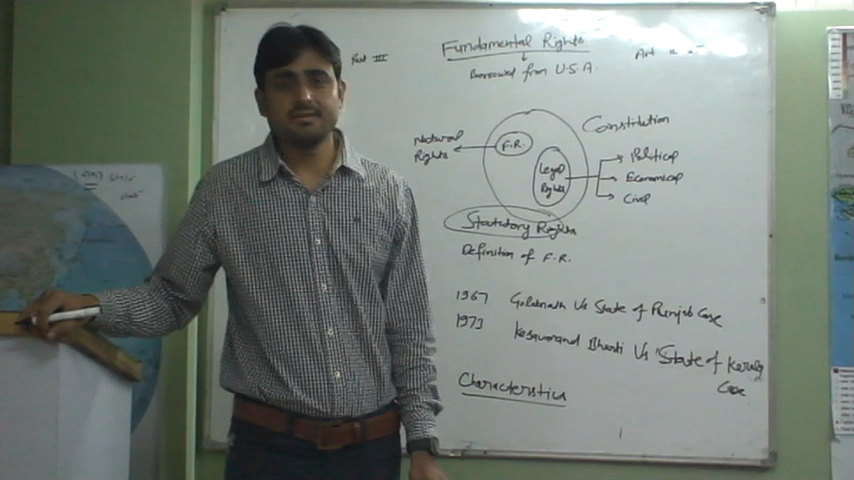 Part III
Fundamental Rights
Borrowed from U.S.A.
Constitution
Natural
Rights
F.R.
Legal
Rights
Political
Economical
Civil
Statutory Rights
Definition of F.R.
1967 Golaknath Vs State of Punjab Case
1973 Kesavanand Bharti Vs State of Kerala
Case
Characterstics